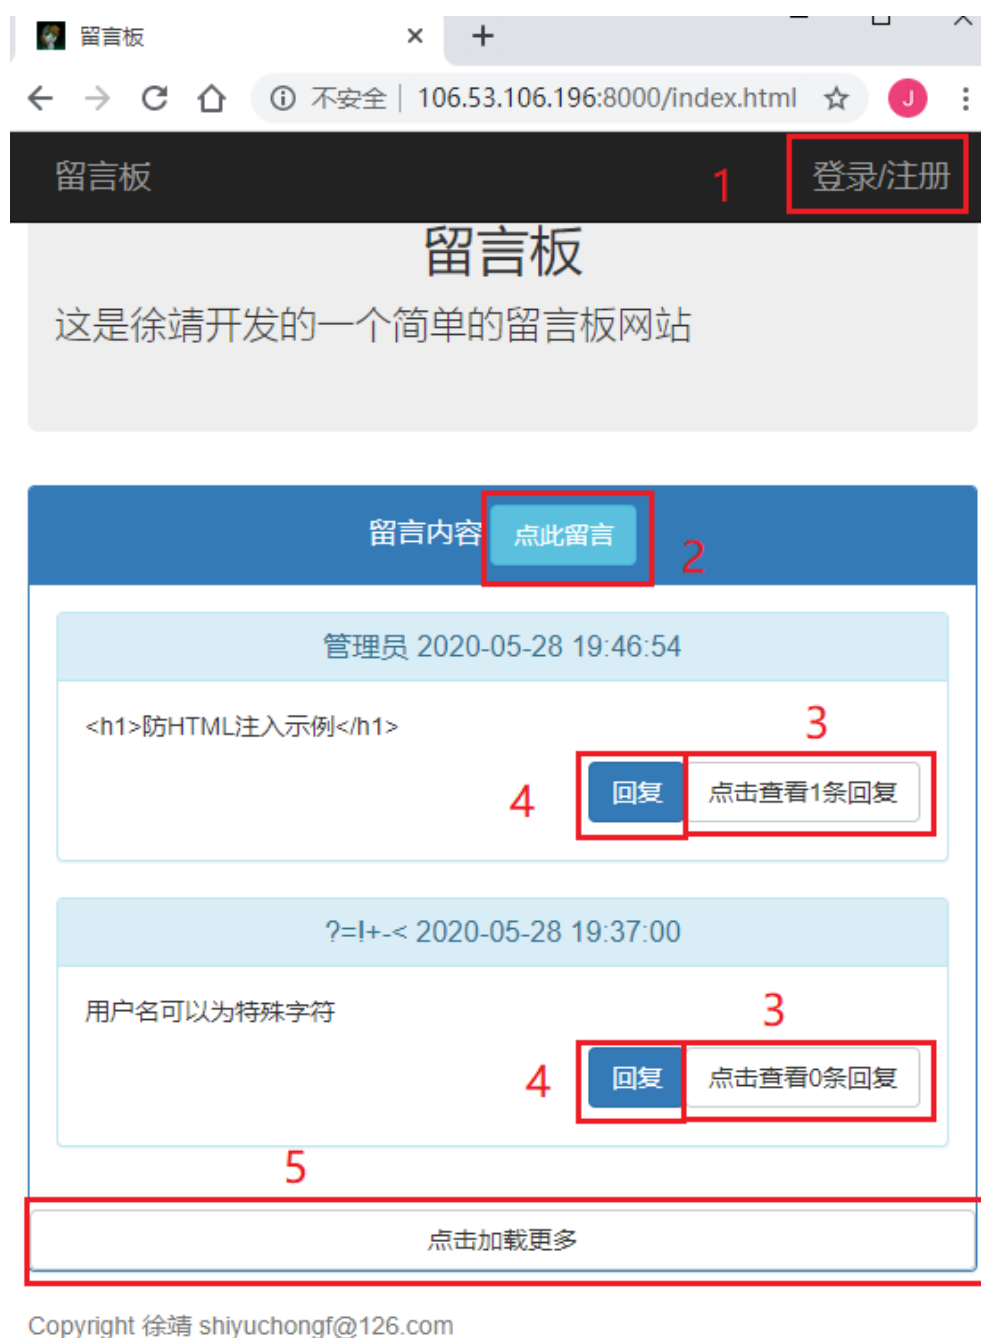 留言板
不安全 106.53.106.196:8000/index.html J
留言板 1 登录/注册
留言板
这是徐靖开发的一个简单的留言板网站
留言内容 点此留言 2
管理员 2020-05-28 19:46:54
<h1>防HTML注入示例</h1>
3
4 回复 点击查看1条回复
?=!+-< 2020-05-28 19:37:00
用户名可以为特殊字符
3
4 回复 点击查看0条回复
5
点击加载更多
Copyright 徐靖 shiyuchongf@126.com